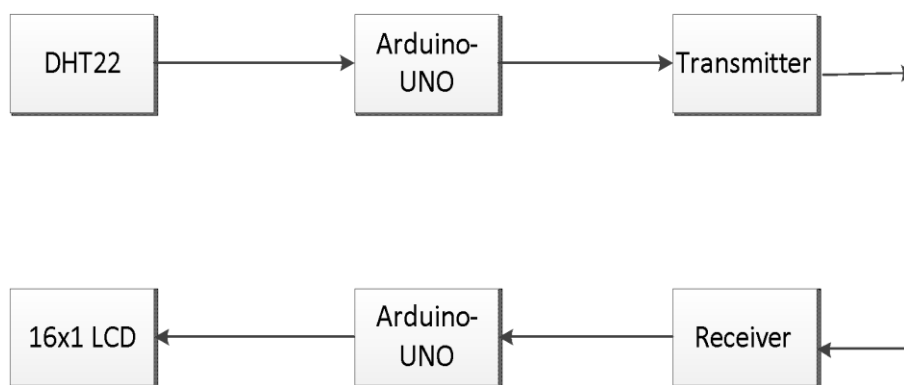 DHT22
Arduino-
UNO
Transmitter
16x1 LCD
Arduino-
UNO
Receiver